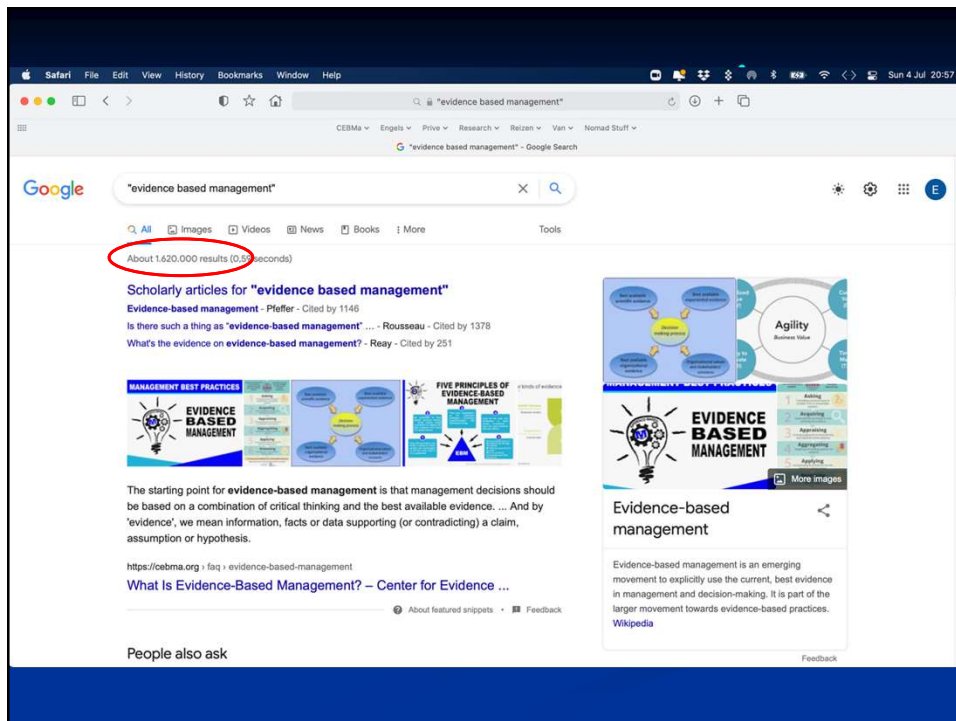 Safari File Edit View History Bookmarks Window Help
Sun 4 Jul 20:57
"evidence based management"
CEBMa Engels Prive Research Reizen Van Nomad Stuff
"evidence based management" - Google Search
Google
"evidence based management"
E
All Images Videos News Books More Tools
About 1.620.000 results (0,59 seconds)
Scholarly articles for "evidence based management"
Evidence-based management - Pfeffer - Cited by 1146
Is there such a thing as "evidence-based management" ... - Rousseau - Cited by 1378
What's the evidence on evidence-based management? - Reay - Cited by 251
MANAGEMENT BEST PRACTICES
EVIDENCE
BASED
MANAGEMENT
FIVE PRINCIPLES OF
EVIDENCE-BASED
MANAGEMENT
EBM
The starting point for evidence-based management is that management decisions should
be based on a combination of critical thinking and the best available evidence. ... And by
'evidence', we mean information, facts or data supporting (or contradicting) a claim,
assumption or hypothesis.
https://cebma.org › faq › evidence-based-management
What Is Evidence-Based Management? – Center for Evidence ...
About featured snippets • Feedback
People also ask
Agility
Business Value
EVIDENCE
BASED
MANAGEMENT
1 Asking
2 Acquiring
3 Appraising
4 Aggregating
5 Applying
More images
Evidence-based
management
Evidence-based management is an emerging
movement to explicitly use the current, best evidence
in management and decision-making. It is part of the
larger movement towards evidence-based practices.
Wikipedia
Feedback